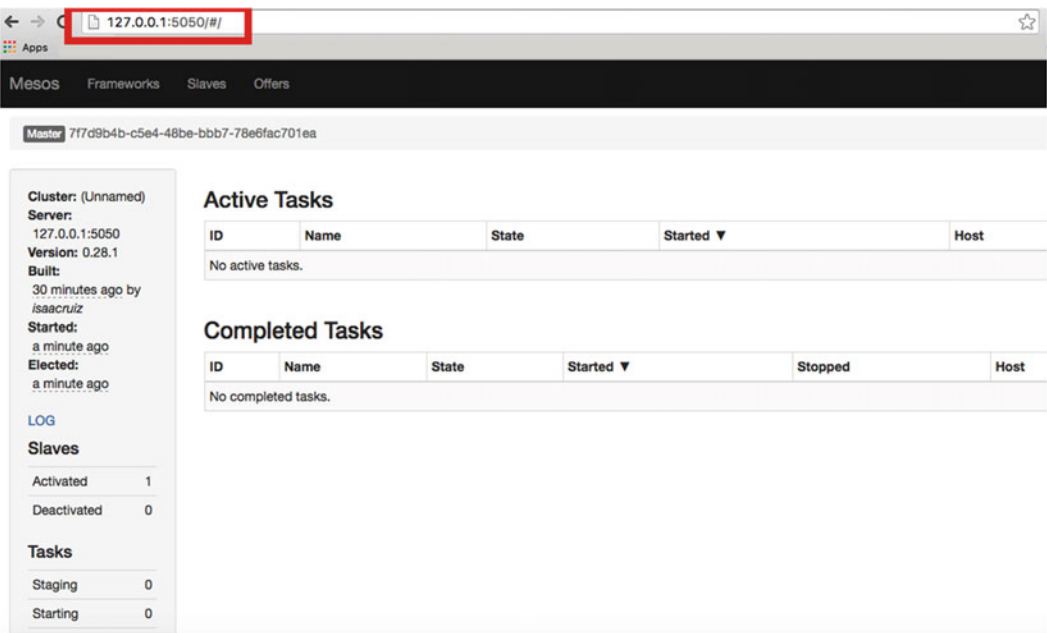 127.0.0.1:5050/#/
Apps
Mesos Frameworks Slaves Offers
Master 7f7d9b4b-c5e4-48be-bbb7-78e6fac701ea
Cluster: (Unnamed)
Server:
127.0.0.1:5050
Version: 0.28.1
Built:
30 minutes ago by
isaacruiz
Started:
a minute ago
Elected:
a minute ago
LOG
Slaves
Activated 1
Deactivated 0
Tasks
Staging 0
Starting 0
Active Tasks
ID Name State Started ▼ Host
No active tasks.
Completed Tasks
ID Name State Started ▼ Stopped Host
No completed tasks.